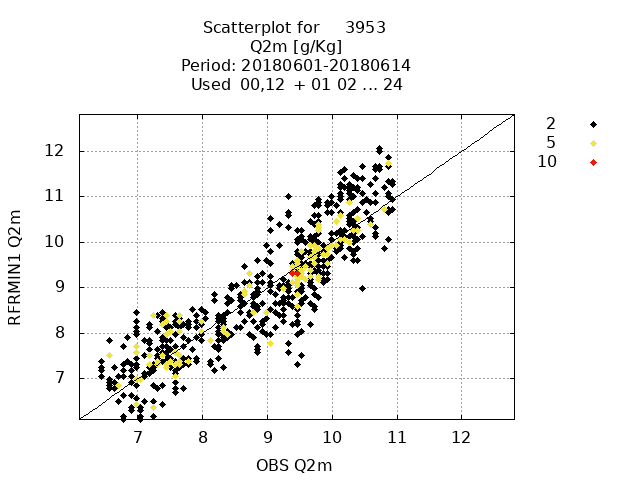 Scatterplot for 3953
Q2m [g/Kg]
Period: 20180601-20180614
Used 00,12 + 01 02 ... 24
2
5
10
12
11
10
9
8
7
RFRMIN1 Q2m
7 8 9 10 11 12
OBS Q2m